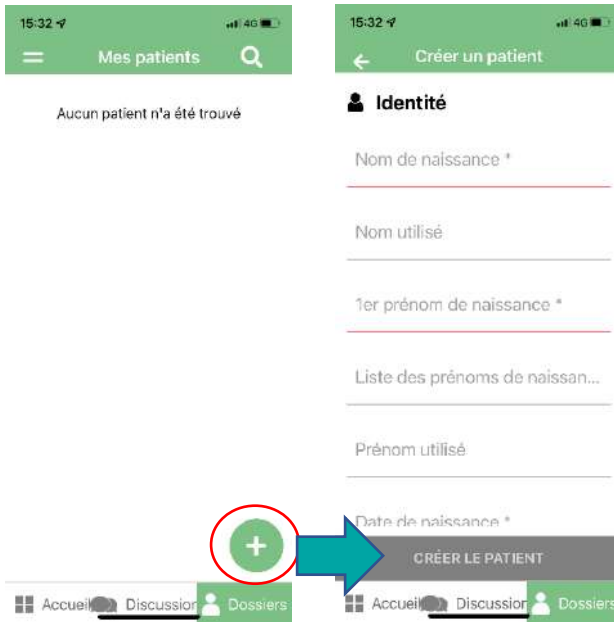 15:32 4G
Mes patients
Aucun patient n'a été trouvé
+
Accueil Discussion Dossiers
15:32 4G
Créer un patient
Identité
Nom de naissance *
Nom utilisé
1er prénom de naissance *
Liste des prénoms de naissan...
Prénom utilisé
Date de naissance *
CRÉER LE PATIENT
Accueil Discussion Dossiers